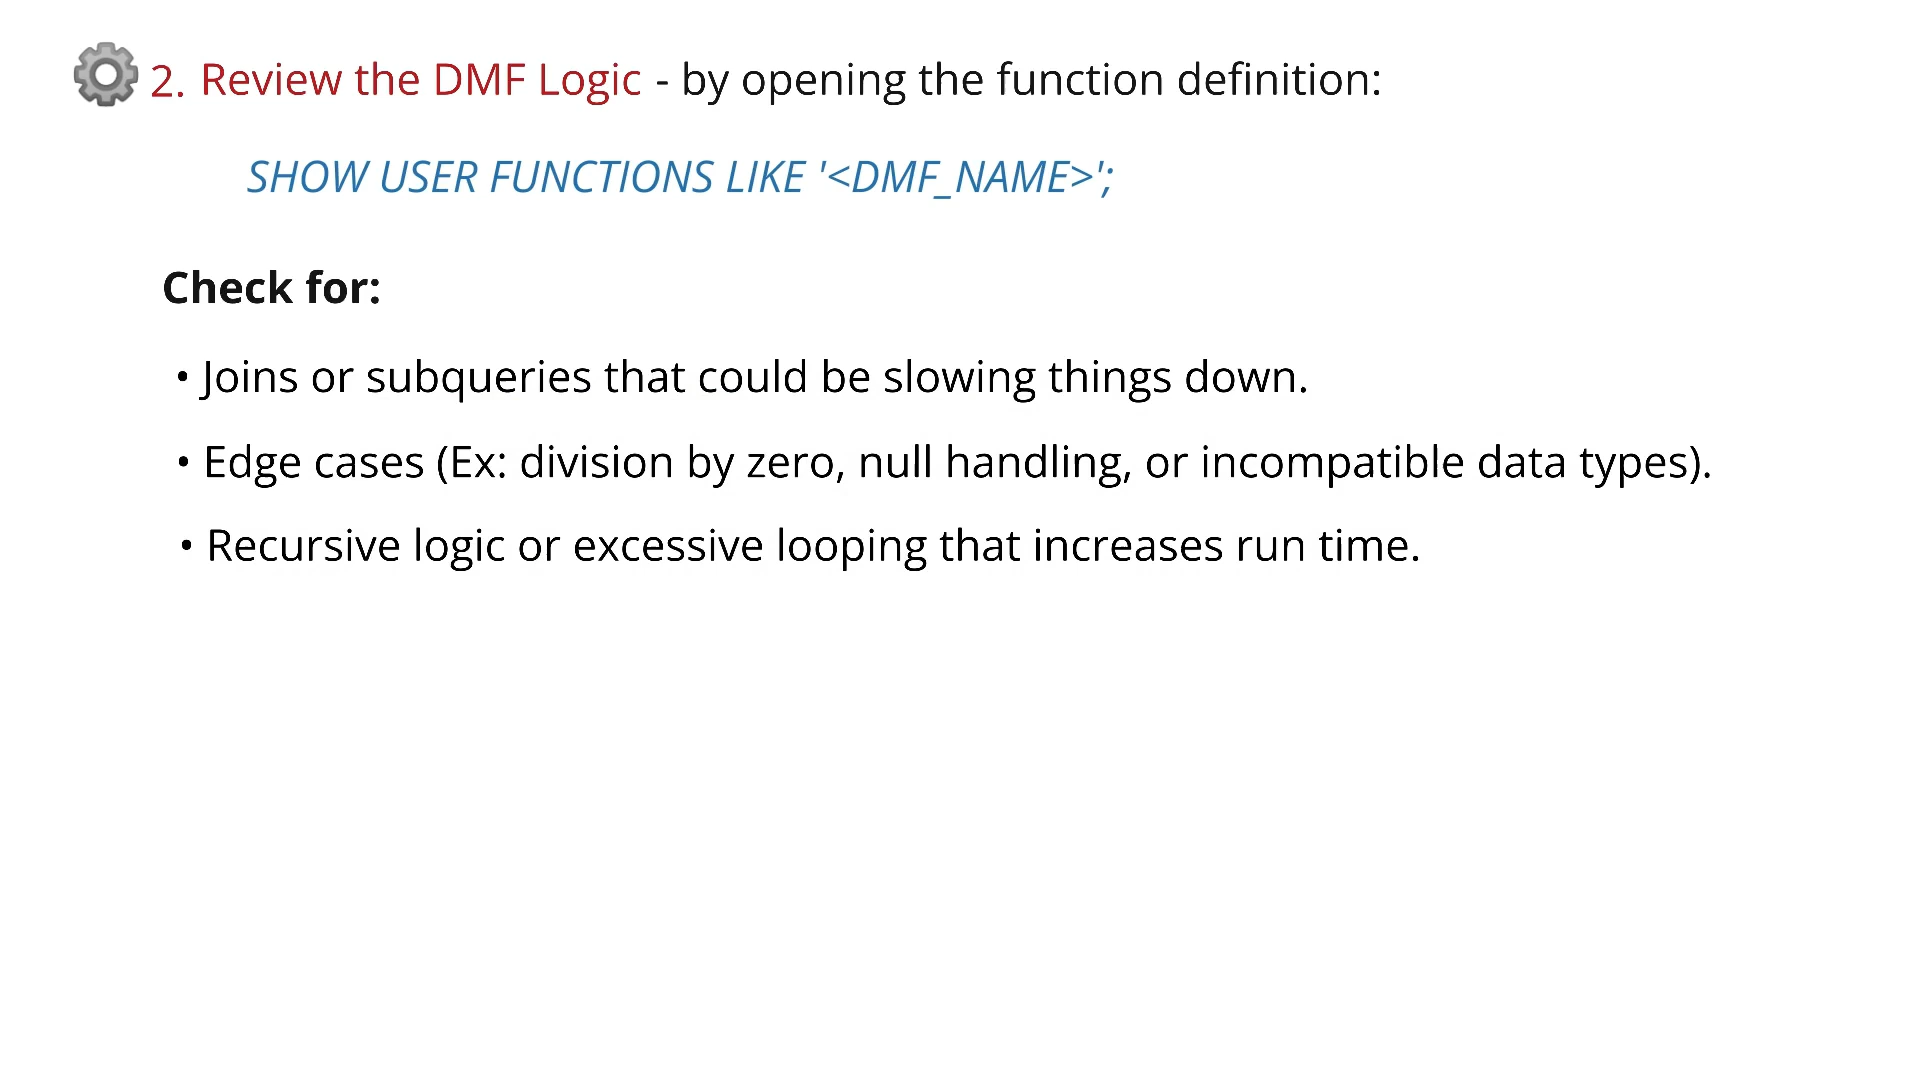 2. Review the DMF Logic - by opening the function definition:
SHOW USER FUNCTIONS LIKE '<DMF_NAME>';
Check for:
• Joins or subqueries that could be slowing things down.
• Edge cases (Ex: division by zero, null handling, or incompatible data types).
• Recursive logic or excessive looping that increases run time.